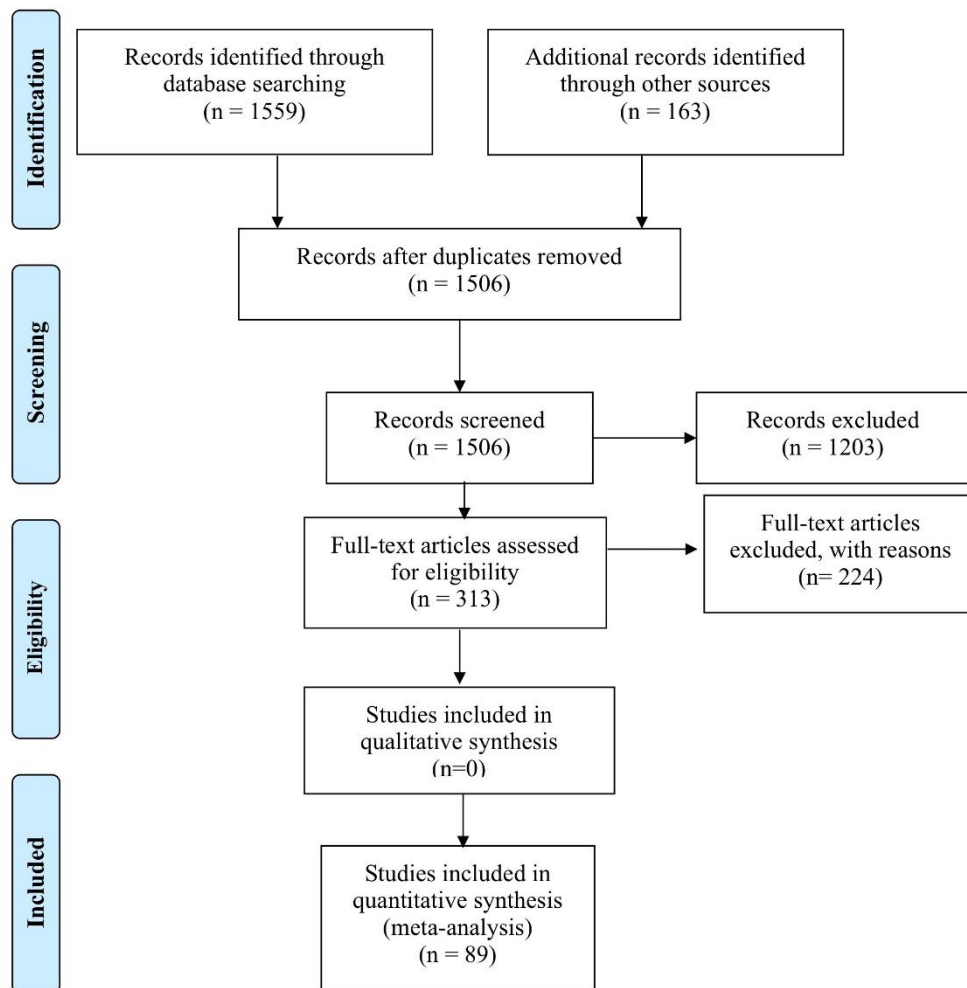 Identification
Records identified through
database searching
(n = 1559)
Additional records identified
through other sources
(n = 163)
Records after duplicates removed
(n = 1506)
Screening
Records screened
(n = 1506)
Records excluded
(n = 1203)
Eligibility
Full-text articles assessed
for eligibility
(n = 313)
Full-text articles
excluded, with reasons
(n= 224)
Studies included in
qualitative synthesis
(n=0)
Included
Studies included in
quantitative synthesis
(meta-analysis)
(n = 89)